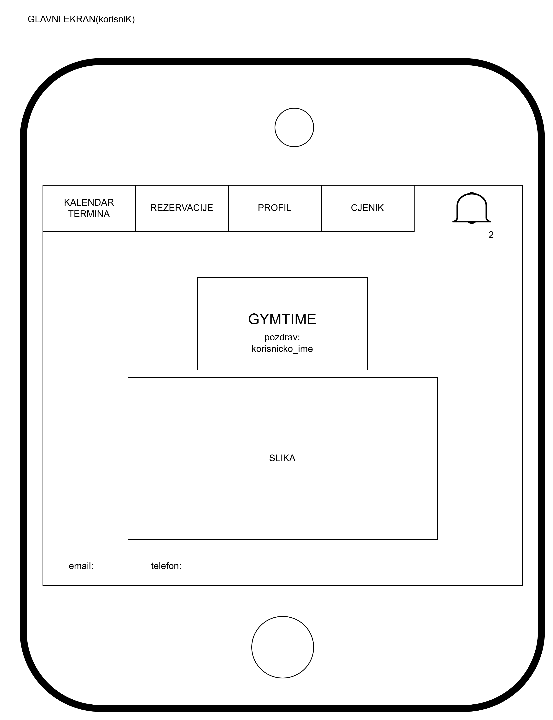 GLAVNI EKRAN(korisniK)
KALENDAR
TERMINA
REZERVACIJE
PROFIL
CJENIK
2
GYMTIME
pozdrav:
korisnicko_ime
SLIKA
email:
telefon: